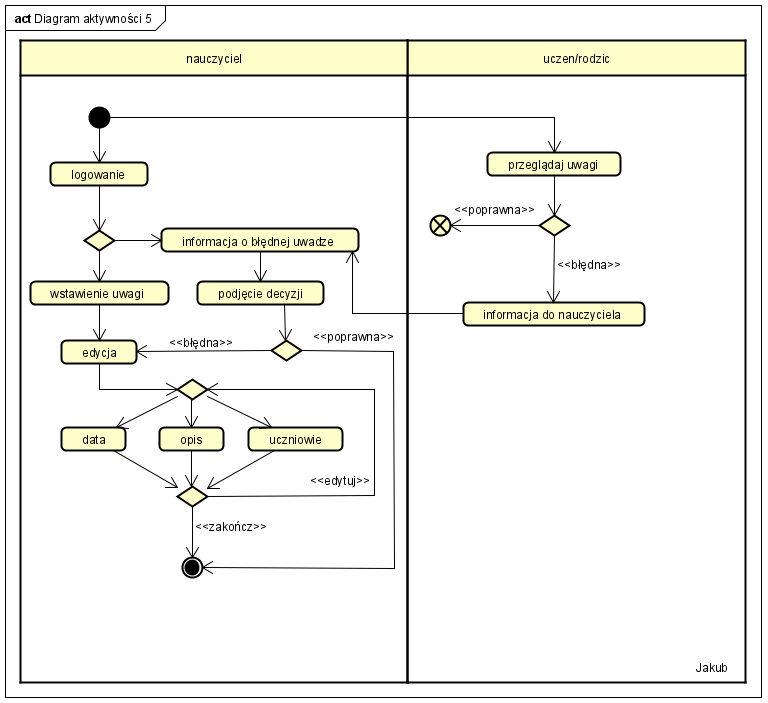 act Diagram aktywności 5
nauczyciel
uczen/rodzic
logowanie
przeglądaj uwagi
<<poprawna>>
informacja o błędnej uwadze
<<błędna>>
wstawienie uwagi
podjęcie decyzji
informacja do nauczyciela
<<błędna>>
<<poprawna>>
edycja
data
opis
uczniowie
<<edytuj>>
<<zakończ>>
Jakub